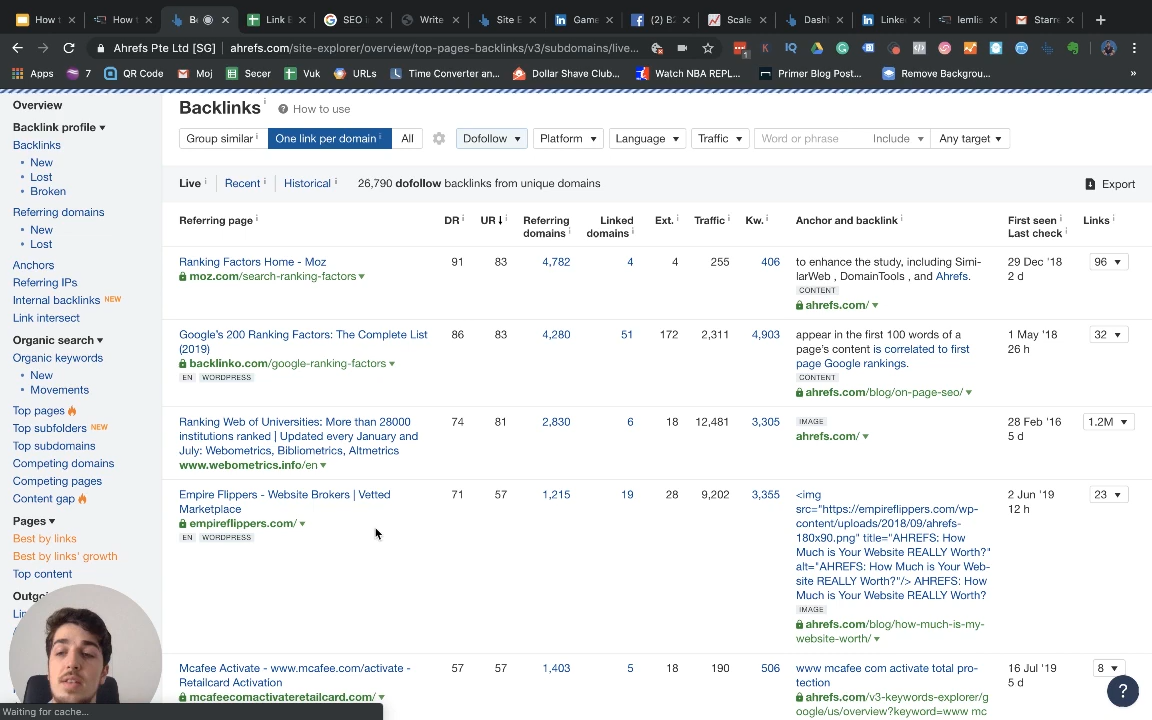 How t
How t
Be
Link B
SEO i
Write
Site E
Game
(2) B2
Scale
Dash
Linke
lemlis
Starre
Ahrefs Pte Ltd [SG] | ahrefs.com/site-explorer/overview/top-pages-backlinks/v3/subdomains/live...
Apps
7
QR Code
Moj
Secer
Vuk
URLs
Time Converter an...
Dollar Shave Club...
Watch NBA REPL...
Primer Blog Post...
Remove Backgrou...
»
Overview
Backlink profile
Backlinks
New
Lost
Broken
Referring domains
New
Lost
Anchors
Referring IPs
Internal backlinks NEW
Link intersect
Organic search
Organic keywords
New
Movements
Top pages
Top subfolders NEW
Top subdomains
Competing domains
Competing pages
Content gap
Pages
Best by links
Best by links' growth
Top content
Backlinks i ? How to use
Group similar i One link per domain i All Dofollow Platform Language Traffic Word or phrase Include Any target
Live i Recent i Historical i 26,790 dofollow backlinks from unique domains Export
Referring page i DR i UR ↓ i Referring domains i Linked domains i Ext. i Traffic i Kw. i Anchor and backlink i First seen Last check i Links i
Ranking Factors Home - Moz
moz.com/search-ranking-factors
91 83 4,782 4 4 255 406
to enhance the study, including Simi-
larWeb , DomainTools , and Ahrefs.
CONTENT
ahrefs.com/
29 Dec '18
2 d
96
Google's 200 Ranking Factors: The Complete List
(2019)
backlinko.com/google-ranking-factors
EN WORDPRESS
86 83 4,280 51 172 2,311 4,903
appear in the first 100 words of a
page's content is correlated to first
page Google rankings.
CONTENT
ahrefs.com/blog/on-page-seo/
1 May '18
26 h
32
Ranking Web of Universities: More than 28000
institutions ranked | Updated every January and
July: Webometrics, Bibliometrics, Altmetrics
www.webometrics.info/en
74 81 2,830 6 18 12,481 3,305
IMAGE
ahrefs.com/
28 Feb '16
5 d
1.2M
Empire Flippers - Website Brokers | Vetted
Marketplace
empireflippers.com/
EN WORDPRESS
71 57 1,215 19 28 9,202 3,355
<img
src="https://empireflippers.com/wp-
content/uploads/2018/09/ahrefs-
180x90.png" title="AHREFS: How
Much is Your Website REALLY Worth?"
alt="AHREFS: How Much is Your Web-
site REALLY Worth?"/> AHREFS: How
Much is Your Website REALLY Worth?
IMAGE
ahrefs.com/blog/how-much-is-my-
website-worth/
2 Jun '19
12 h
23
Mcafee Activate - www.mcafee.com/activate -
Retailcard Activation
mcafeecomactivateretailcard.com/
57 57 1,403 5 18 190 506
www mcafee com activate total pro-
tection
ahrefs.com/v3-keywords-explorer/g
oogle/us/overview?keyword=www mc
16 Jul '19
5 d
8
?
Waiting for cache...